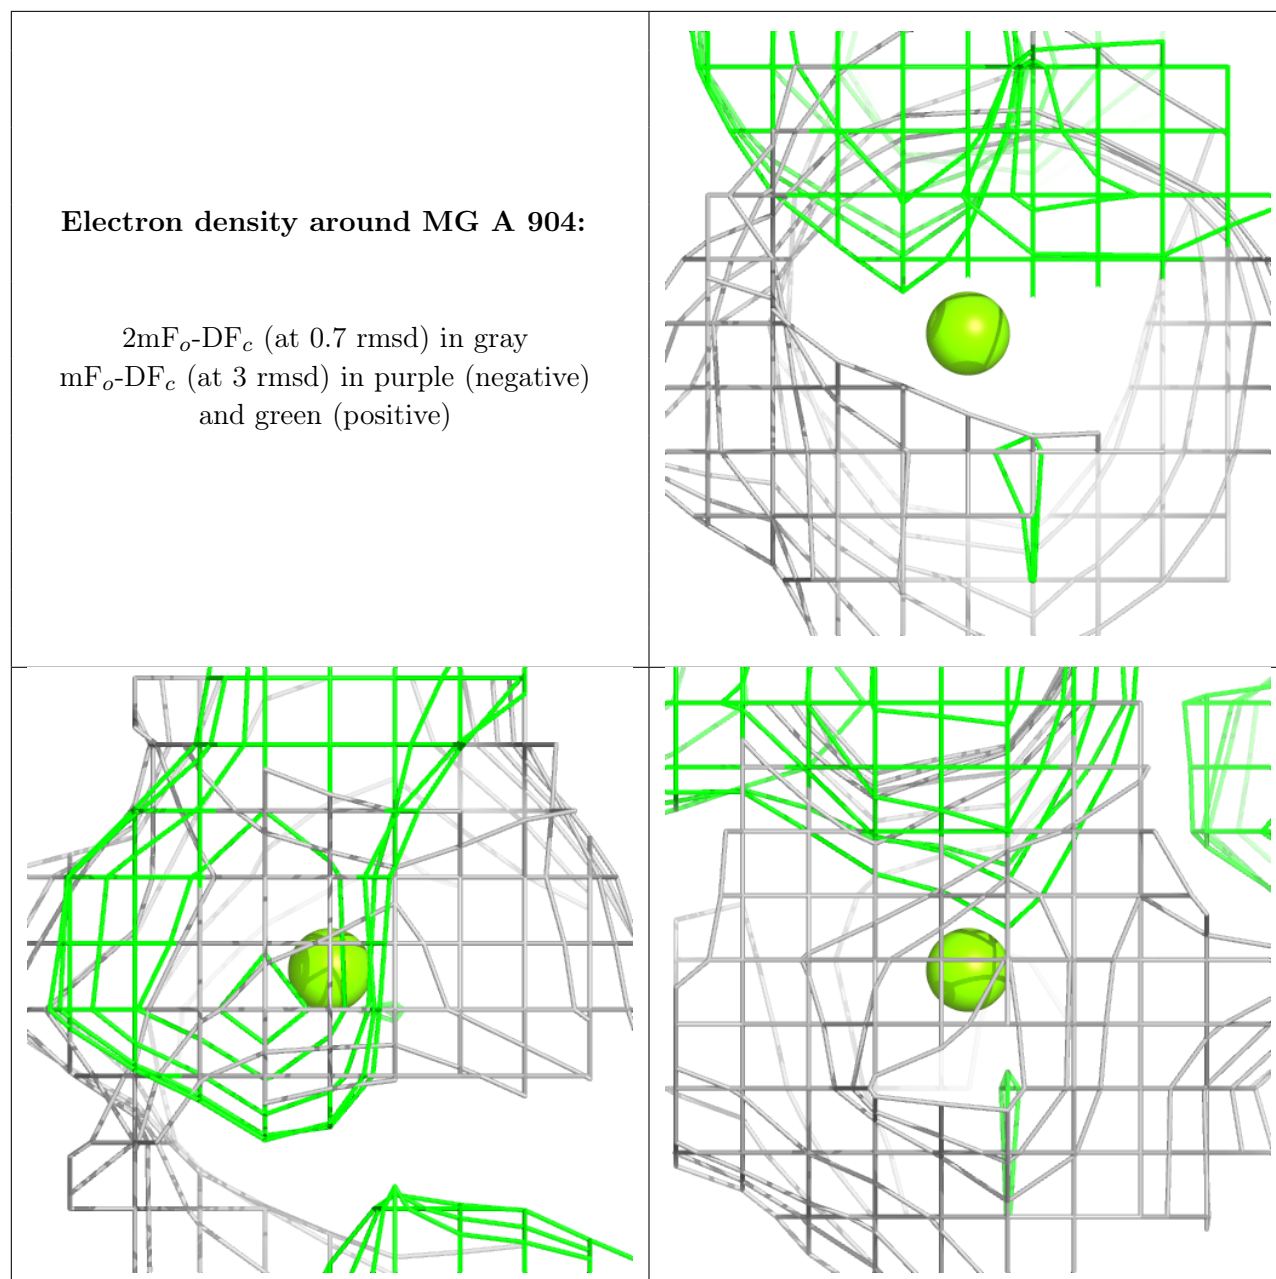 Electron density around MG A 904:
2mFₒ-DF𝒸 (at 0.7 rmsd) in gray
mFₒ-DF𝒸 (at 3 rmsd) in purple (negative)
and green (positive)